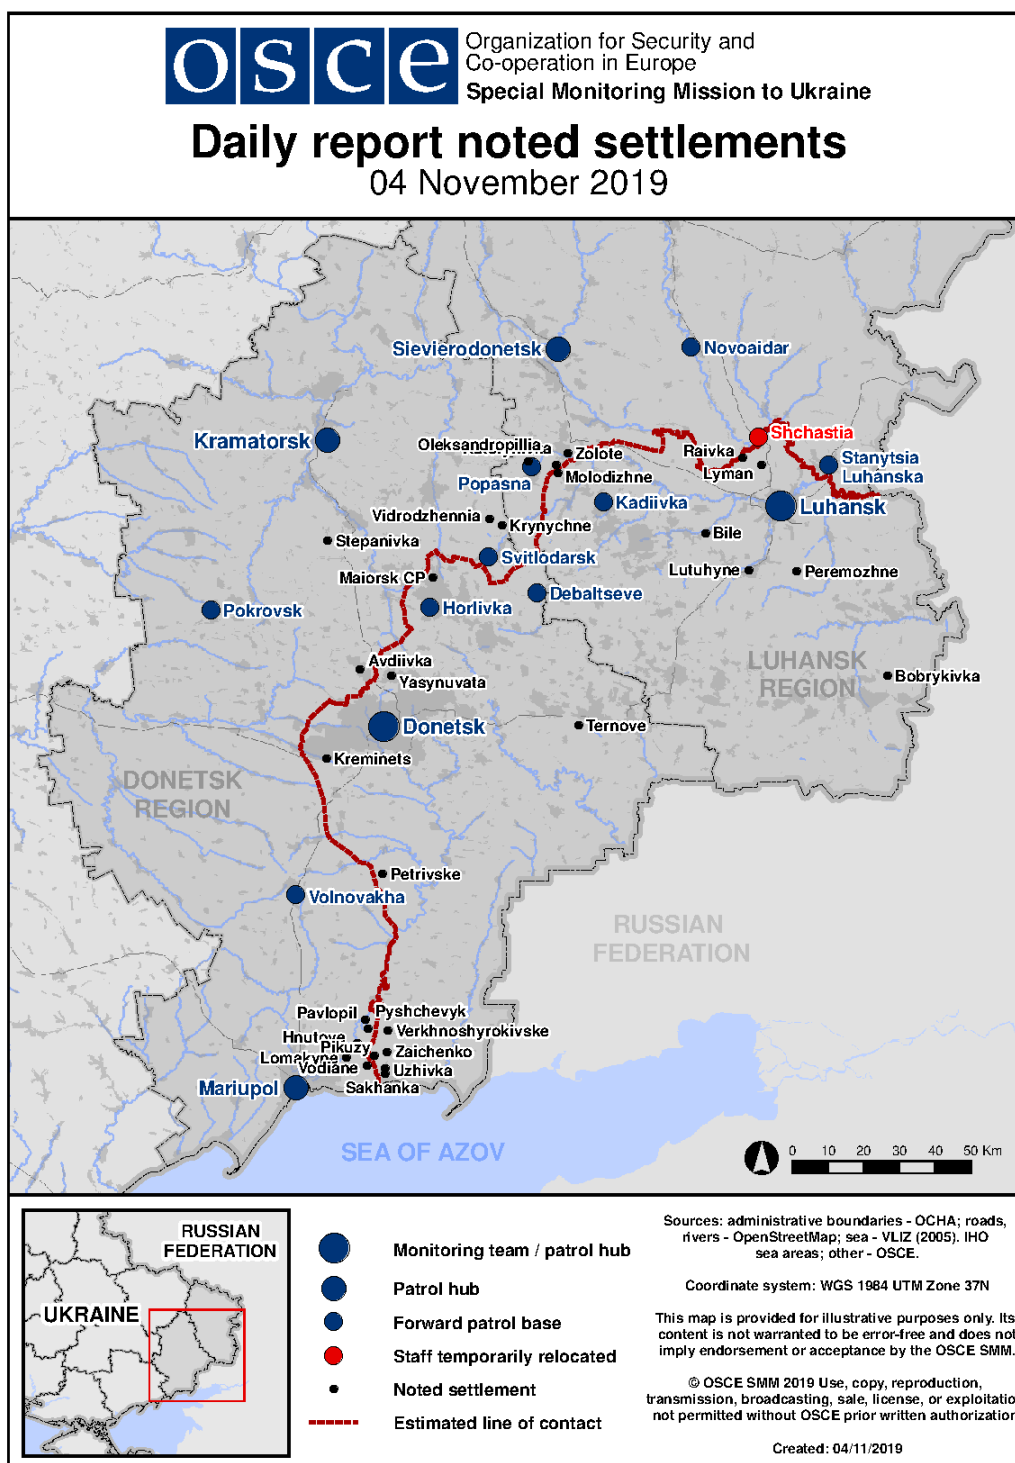 osce
Organization for Security and
Co-operation in Europe
Special Monitoring Mission to Ukraine
Daily report noted settlements
04 November 2019
Sievierodonetsk
Novoaidar
Kramatorsk
Shchastia
Oleksandropillia
Zolote
Raivka
Stanytsia
Luhanska
Popasna
Molodizhne
Lyman
Kadiivka
Luhansk
Vidrodzhennia
Krynychne
Stepanivka
Bile
Svitlodarsk
Maiorsk CP
Lutuhyne
Peremozhne
Debaltseve
Pokrovsk
Horlivka
Avdiivka
Yasynuvata
LUHANSK
REGION
Bobrykivka
Donetsk
Ternove
Kreminets
DONETSK
REGION
Petrivske
Volnovakha
RUSSIAN
FEDERATION
Pavlopil
Pyshchevyk
Hnutove
Verkhnoshyrokivske
Pikuzy
Lomakyne
Zaichenko
Vodiane
Uzhivka
Sakhanka
Mariupol
SEA OF AZOV
0 10 20 30 40 50 Km
RUSSIAN
FEDERATION
UKRAINE
Monitoring team / patrol hub
Patrol hub
Forward patrol base
Staff temporarily relocated
Noted settlement
Estimated line of contact
Sources: administrative boundaries - OCHA; roads,
rivers - OpenStreetMap; sea - VLIZ (2005). IHO
sea areas; other - OSCE.
Coordinate system: WGS 1984 UTM Zone 37N
This map is provided for illustrative purposes only. Its
content is not warranted to be error-free and does not
imply endorsement or acceptance by the OSCE SMM.
© OSCE SMM 2019 Use, copy, reproduction,
transmission, broadcasting, sale, license, or exploitatio
not permitted without OSCE prior written authorization
Created: 04/11/2019